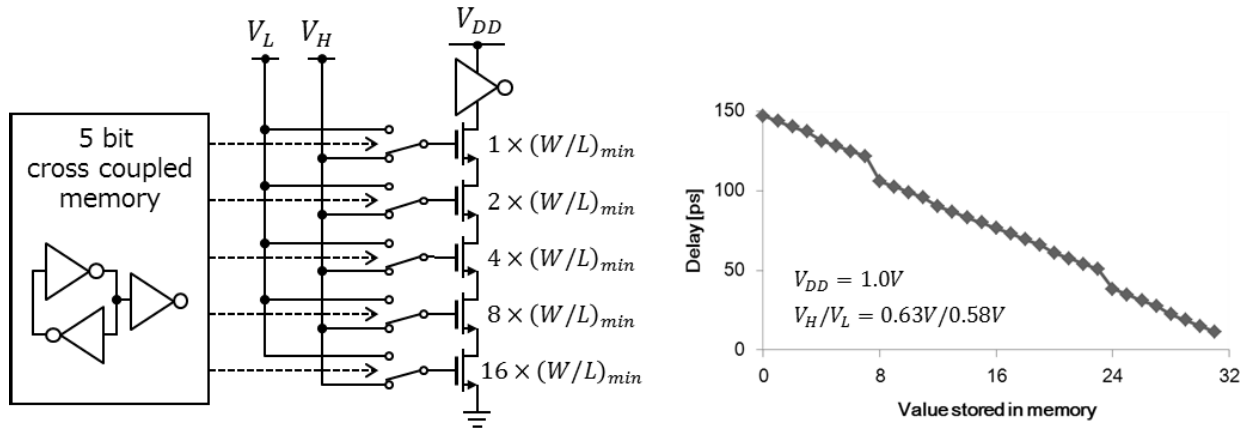 V_L V_H V_DD
5 bit
cross coupled
memory
1 × (W/L)_min
2 × (W/L)_min
4 × (W/L)_min
8 × (W/L)_min
16 × (W/L)_min
Delay [ps]
150
100
50
0
V_DD = 1.0V
V_H/V_L = 0.63V/0.58V
0 8 16 24 32
Value stored in memory